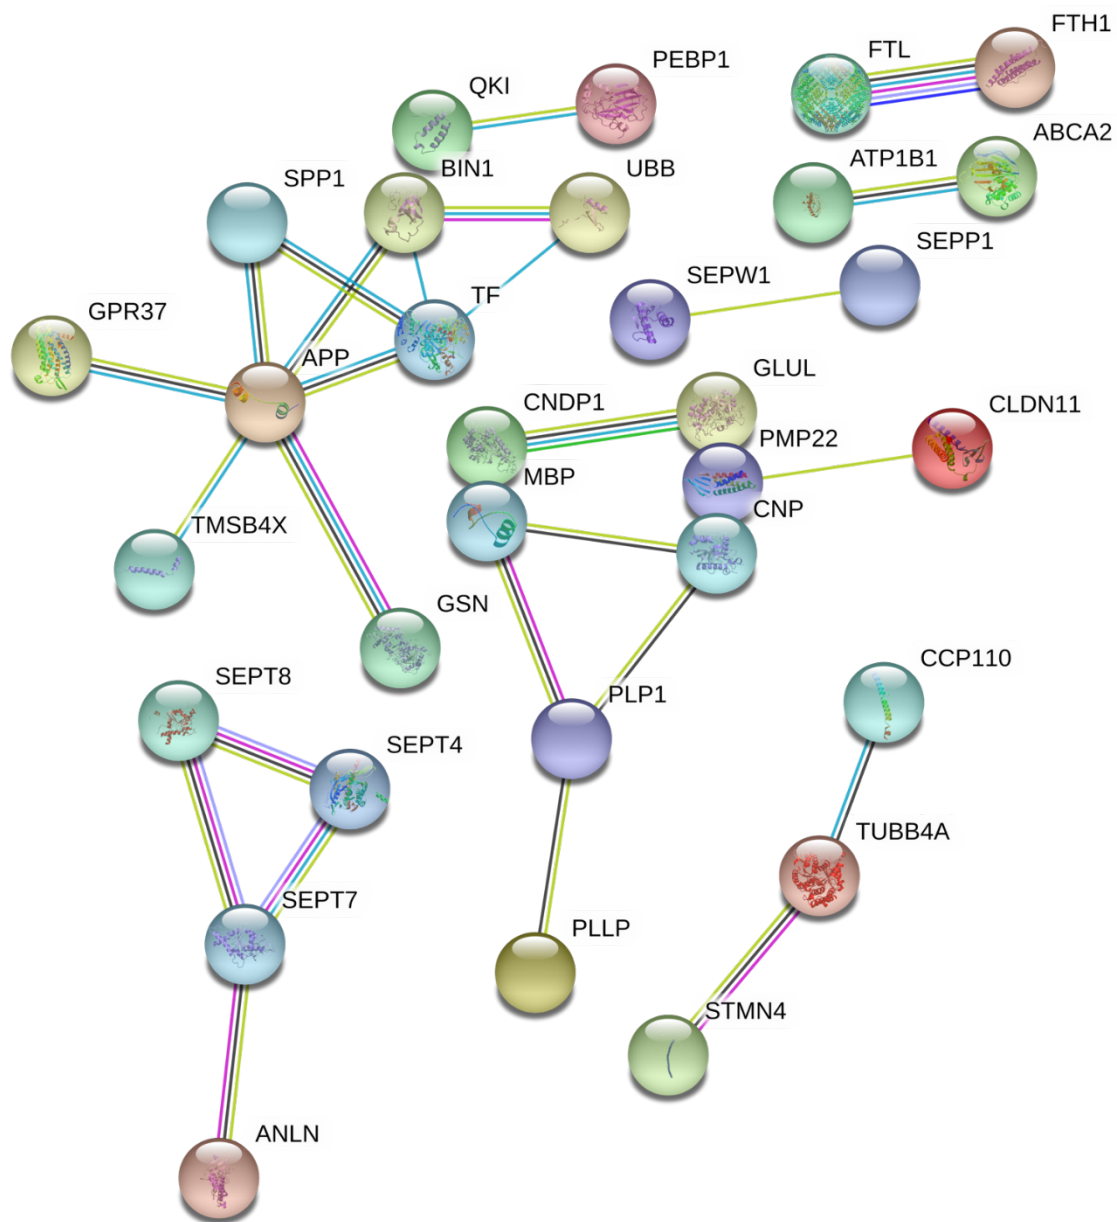 FTH1
FTL
PEBP1
QKI
ABCA2
ATP1B1
SPP1
BIN1
UBB
SEPP1
SEPW1
GPR37
TF
APP
GLUL
CNDP1
CLDN11
PMP22
MBP
CNP
TMSB4X
GSN
CCP110
SEPT8
PLP1
SEPT4
TUBB4A
SEPT7
PLLP
STMN4
ANLN